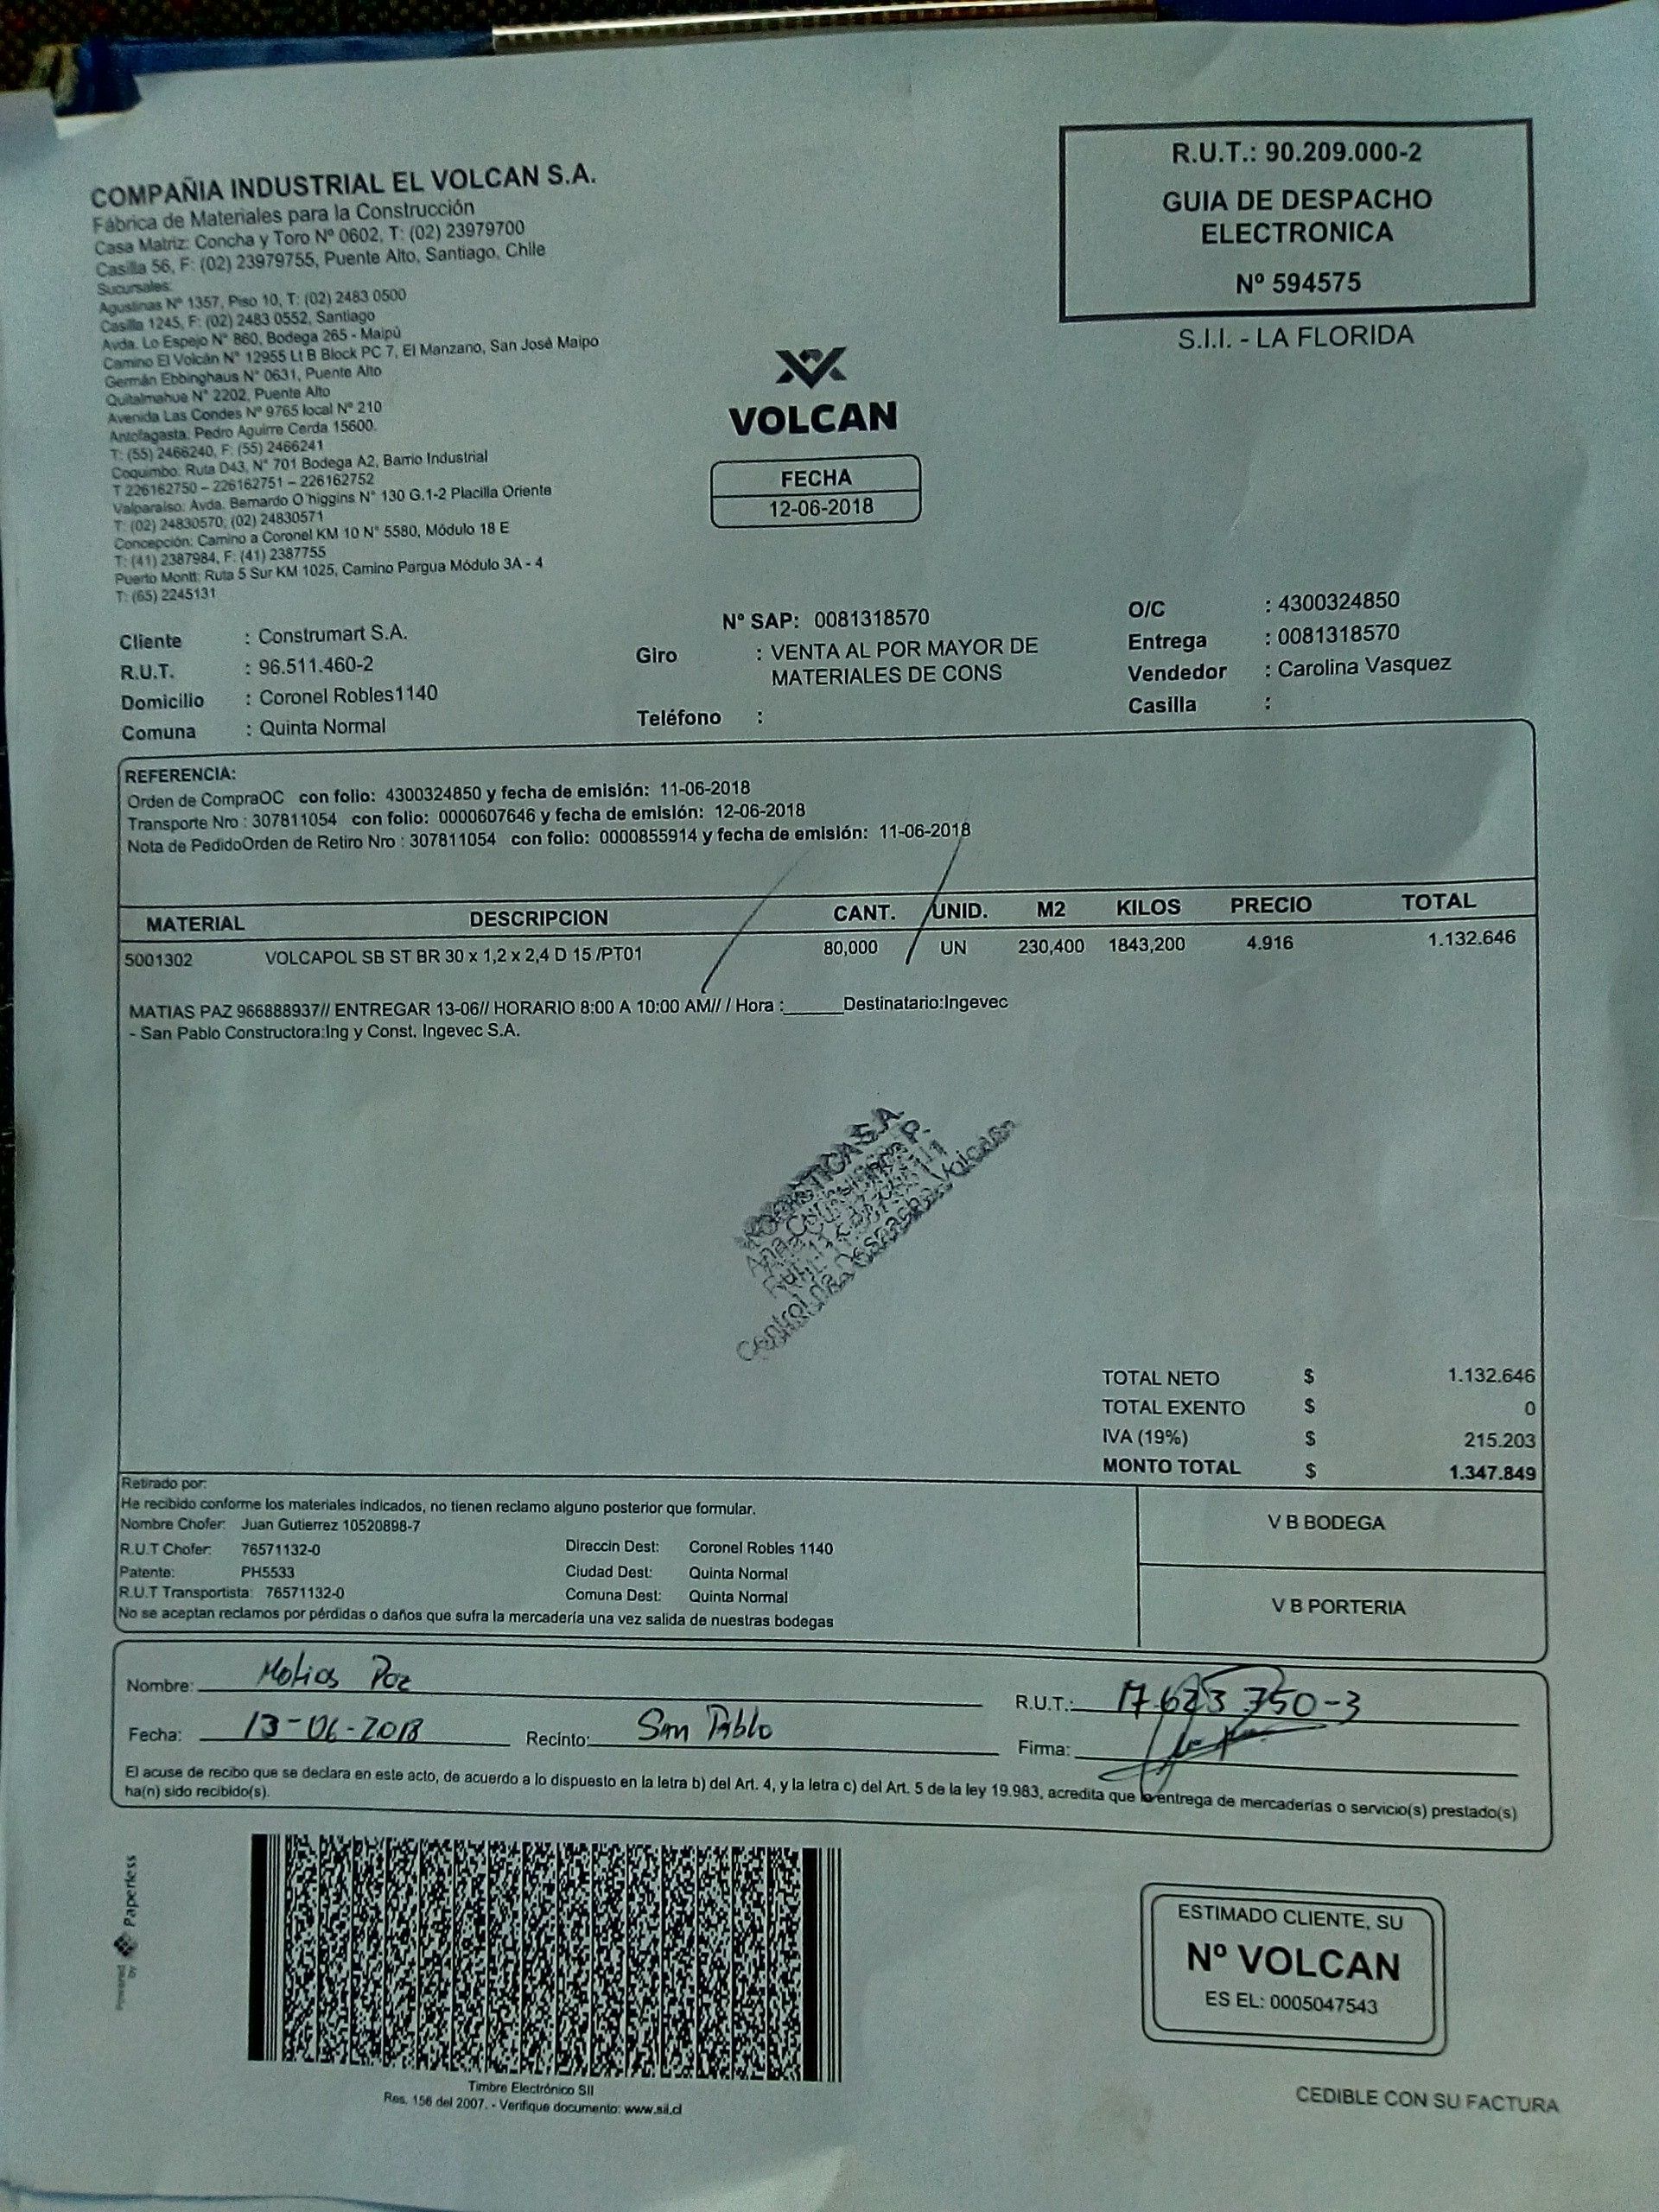 COMPAÑIA INDUSTRIAL EL VOLCAN S.A.
Fábrica de Materiales para la Construcción
Casa Matriz: Concha y Toro Nº 0602, T: (02) 23979700
Casilla 56, F: (02) 23979755, Puente Alto, Santiago, Chile
Sucursales:
Agustinas Nº 1357, Piso 10, T: (02) 2483 0500
Casilla 1245, F: (02) 2483 0552, Santiago
Avda. Lo Espejo N° 860, Bodega 265 - Maipú
Camino El Volcán N° 12955 Lt B Block PC 7, El Manzano, San José Maipo
Germán Ebbinghaus N° 0631, Puente Alto
Quitalmahue N° 2202, Puente Alto
Avenida Las Condes Nº 9765 local Nº 210
Antofagasta: Pedro Aguirre Cerda 15600.
T: (55) 2466240, F: (55) 2466241
Coquimbo: Ruta D43, N° 701 Bodega A2, Barrio Industrial
T 226162750 – 226162751 – 226162752
Valparaíso: Avda. Bernardo O´higgins N° 130 G.1-2 Placilla Oriente
T: (02) 24830570, (02) 24830571
Concepción: Camino a Coronel KM 10 N° 5580, Módulo 18 E
T: (41) 2387984, F: (41) 2387755
Puerto Montt: Ruta 5 Sur KM 1025, Camino Pargua Módulo 3A - 4
T: (65) 2245131
R.U.T.: 90.209.000-2
GUIA DE DESPACHO
ELECTRONICA
Nº 594575
S.I.I. - LA FLORIDA
VOLCAN
FECHA
12-06-2018
Cliente : Construmart S.A.
R.U.T. : 96.511.460-2
Domicilio : Coronel Robles1140
Comuna : Quinta Normal
Nº SAP: 0081318570
Giro : VENTA AL POR MAYOR DE
MATERIALES DE CONS
Teléfono :
O/C : 4300324850
Entrega : 0081318570
Vendedor : Carolina Vasquez
Casilla :
REFERENCIA:
Orden de CompraOC con folio: 4300324850 y fecha de emisión: 11-06-2018
Transporte Nro : 307811054 con folio: 0000607646 y fecha de emisión: 12-06-2018
Nota de PedidoOrden de Retiro Nro : 307811054 con folio: 0000855914 y fecha de emisión: 11-06-2018
MATERIAL DESCRIPCION CANT. UNID. M2 KILOS PRECIO TOTAL
5001302 VOLCAPOL SB ST BR 30 x 1,2 x 2,4 D 15 /PT01 80,000 UN 230,400 1843,200 4.916 1.132.646
MATIAS PAZ 966888937// ENTREGAR 13-06// HORARIO 8:00 A 10:00 AM// / Hora :______Destinatario:Ingevec
- San Pablo Constructora:Ing y Const. Ingevec S.A.
TOTAL NETO $ 1.132.646
TOTAL EXENTO $ 0
IVA (19%) $ 215.203
MONTO TOTAL $ 1.347.849
Retirado por:
He recibido conforme los materiales indicados, no tienen reclamo alguno posterior que formular.
Nombre Chofer: Juan Gutierrez 10520898-7
R.U.T Chofer: 76571132-0 Direccin Dest: Coronel Robles 1140
Patente: PH5533 Ciudad Dest: Quinta Normal
R.U.T Transportista: 76571132-0 Comuna Dest: Quinta Normal
No se aceptan reclamos por pérdidas o daños que sufra la mercadería una vez salida de nuestras bodegas
V B BODEGA
V B PORTERIA
Nombre: Matias Paz R.U.T.: 17.623.750-3
Fecha: 13-06-2018 Recinto: San Pablo Firma:
El acuse de recibo que se declara en este acto, de acuerdo a lo dispuesto en la letra b) del Art. 4, y la letra c) del Art. 5 de la ley 19.983, acredita que la entrega de mercaderías o servicio(s) prestado(s)
ha(n) sido recibido(s).
Powered by Paperless
Timbre Electrónico SII
Res. 156 del 2007. - Verifique documento: www.sii.cl
ESTIMADO CLIENTE, SU
Nº VOLCAN
ES EL: 0005047543
CEDIBLE CON SU FACTURA